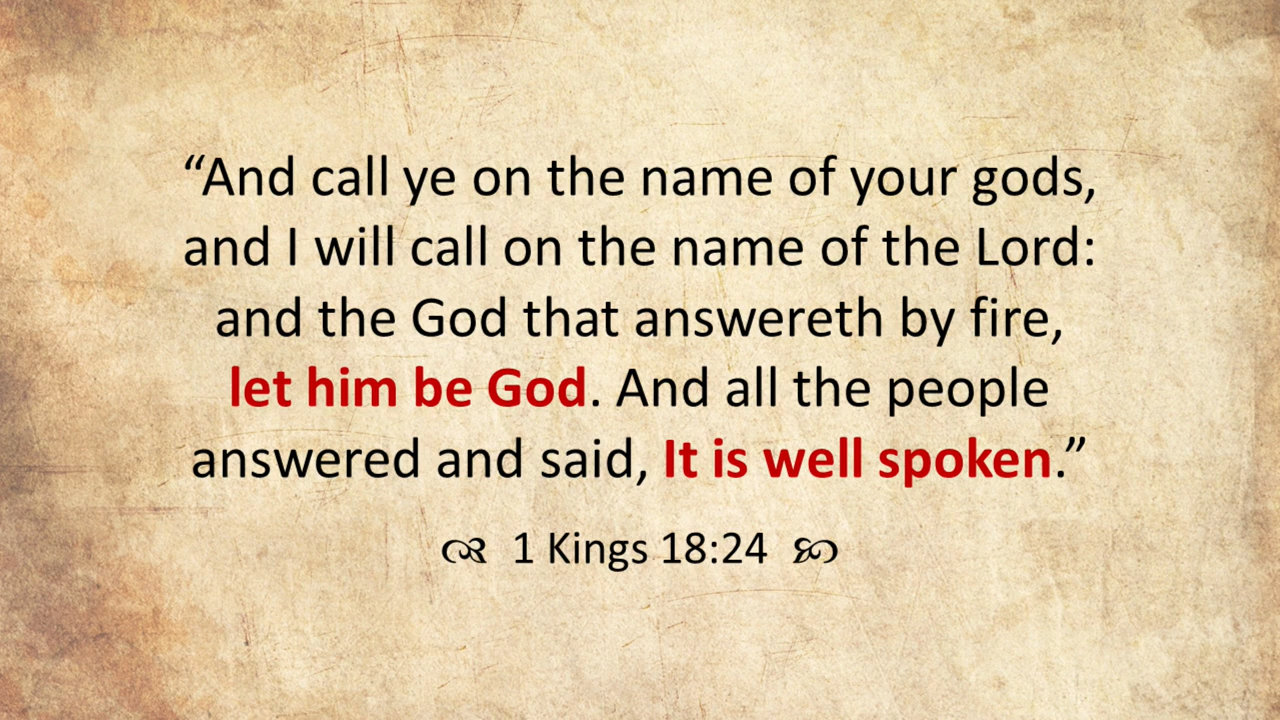 “And call ye on the name of your gods,
and I will call on the name of the Lord:
and the God that answereth by fire,
let him be God. And all the people
answered and said, It is well spoken.”
1 Kings 18:24